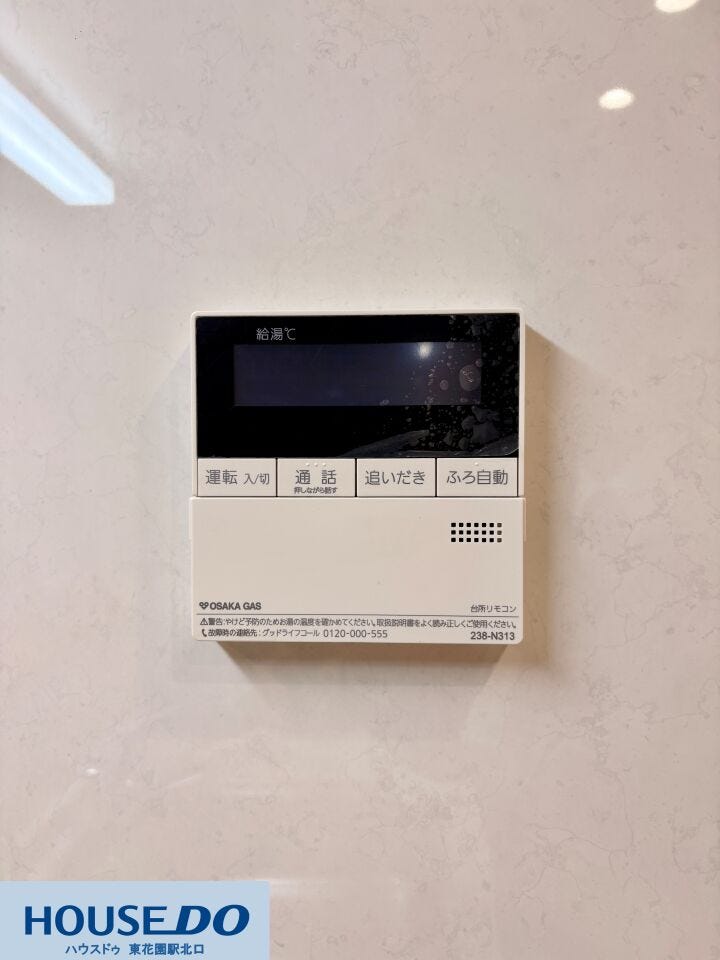 給湯℃
運転 入/切
通話
押しながら話す
追いだき
ふろ自動
OSAKA GAS
台所リモコン
⚠警告:やけど予防のためお湯の温度を確かめてください。取扱説明書をよく読み正しくご使用ください。
故障時の連絡先:グッドライフコール 0120-000-555
238-N313
HOUSE DO
ハウスドゥ 東花園駅北口